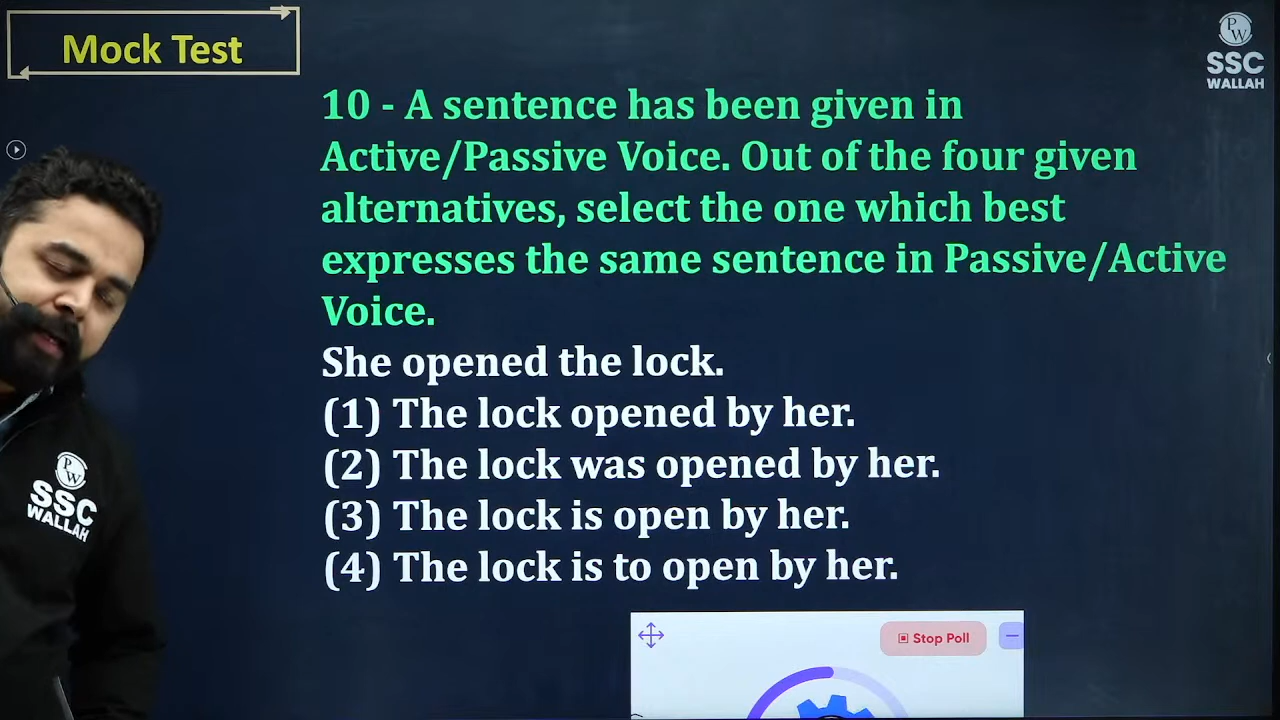 Mock Test
PW
SSC
WALLAH
10 - A sentence has been given in
Active/Passive Voice. Out of the four given
alternatives, select the one which best
expresses the same sentence in Passive/Active
Voice.
She opened the lock.
(1) The lock opened by her.
(2) The lock was opened by her.
(3) The lock is open by her.
(4) The lock is to open by her.
PW
SSC
WALLAH
Stop Poll